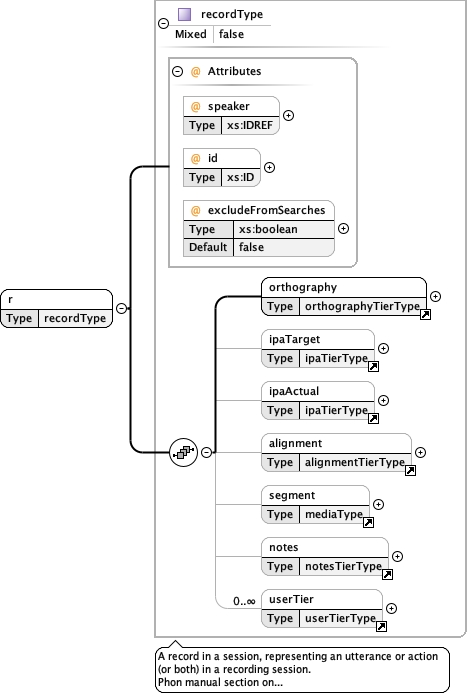 recordType
Mixed false
@ Attributes
@ speaker
Type xs:IDREF
@ id
Type xs:ID
@ excludeFromSearches
Type xs:boolean
Default false
r
Type recordType
orthography
Type orthographyTierType
ipaTarget
Type ipaTierType
ipaActual
Type ipaTierType
alignment
Type alignmentTierType
segment
Type mediaType
notes
Type notesTierType
0..∞
userTier
Type userTierType
A record in a session, representing an utterance or action
(or both) in a recording session.
Phon manual section on...